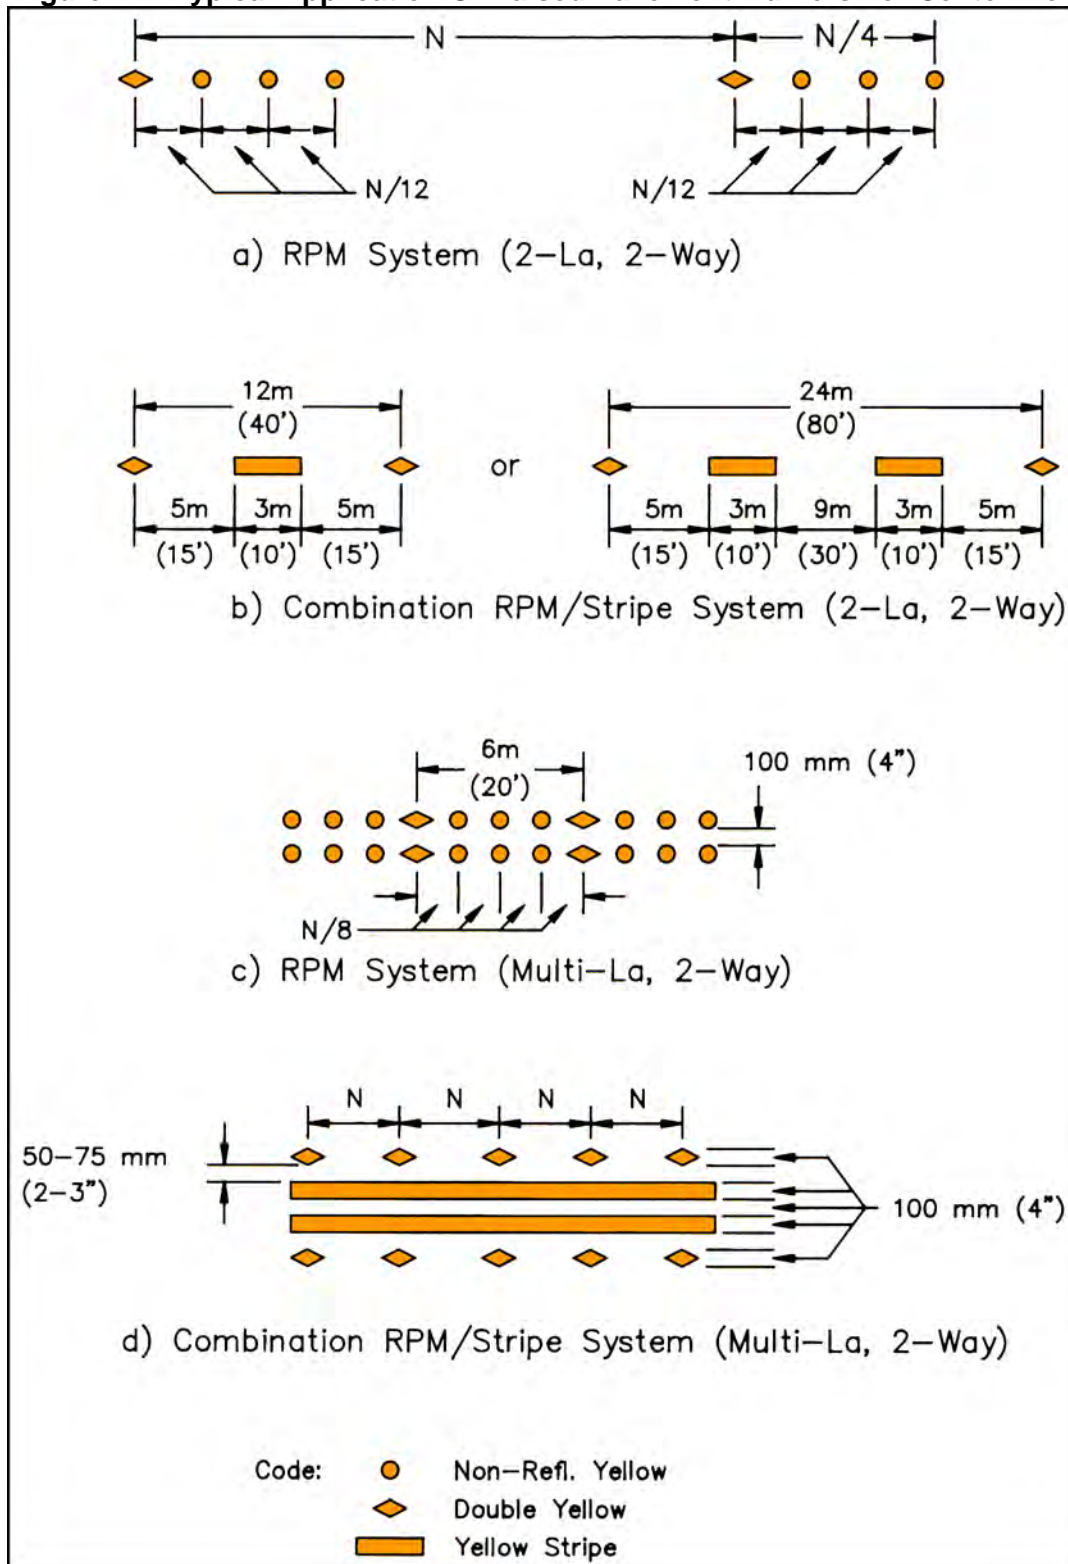 N N/4
N/12 N/12
a) RPM System (2-La, 2-Way)
12m 24m
(40') or (80')
5m 3m 5m 5m 3m 9m 3m 5m
(15') (10') (15') (15') (10') (30') (10') (15')
b) Combination RPM/Stripe System (2-La, 2-Way)
6m
(20')
100 mm (4")
N/8
c) RPM System (Multi-La, 2-Way)
N N N N
50-75 mm
(2-3")
100 mm (4")
d) Combination RPM/Stripe System (Multi-La, 2-Way)
Code: Non-Refl. Yellow
Double Yellow
Yellow Stripe